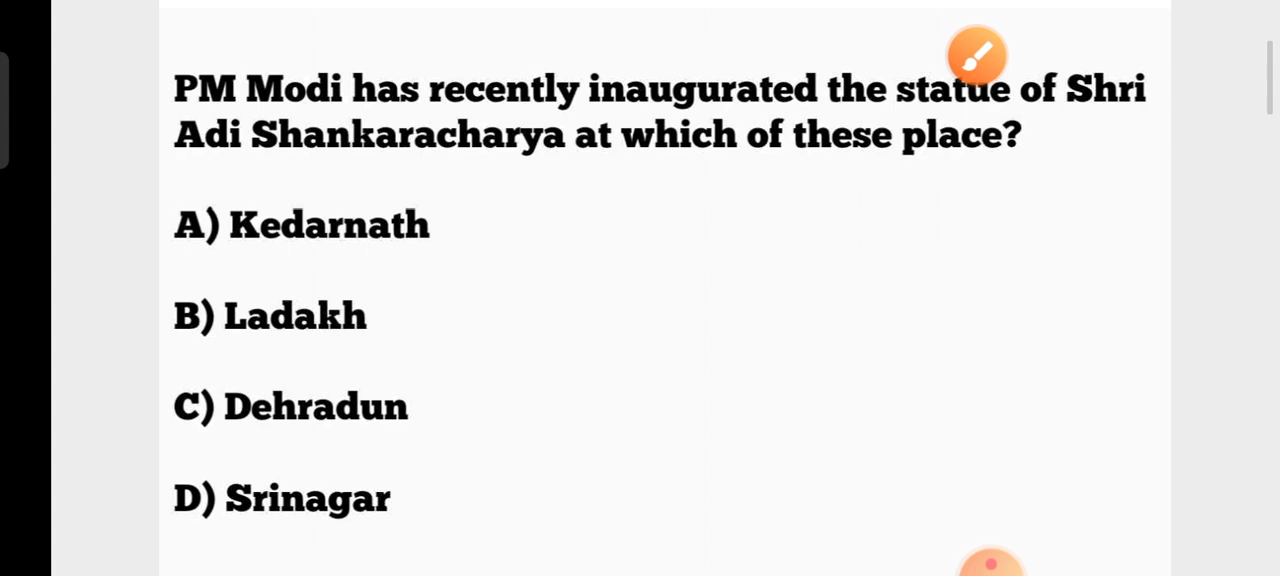 PM Modi has recently inaugurated the statue of Shri
Adi Shankaracharya at which of these place?
A) Kedarnath
B) Ladakh
C) Dehradun
D) Srinagar